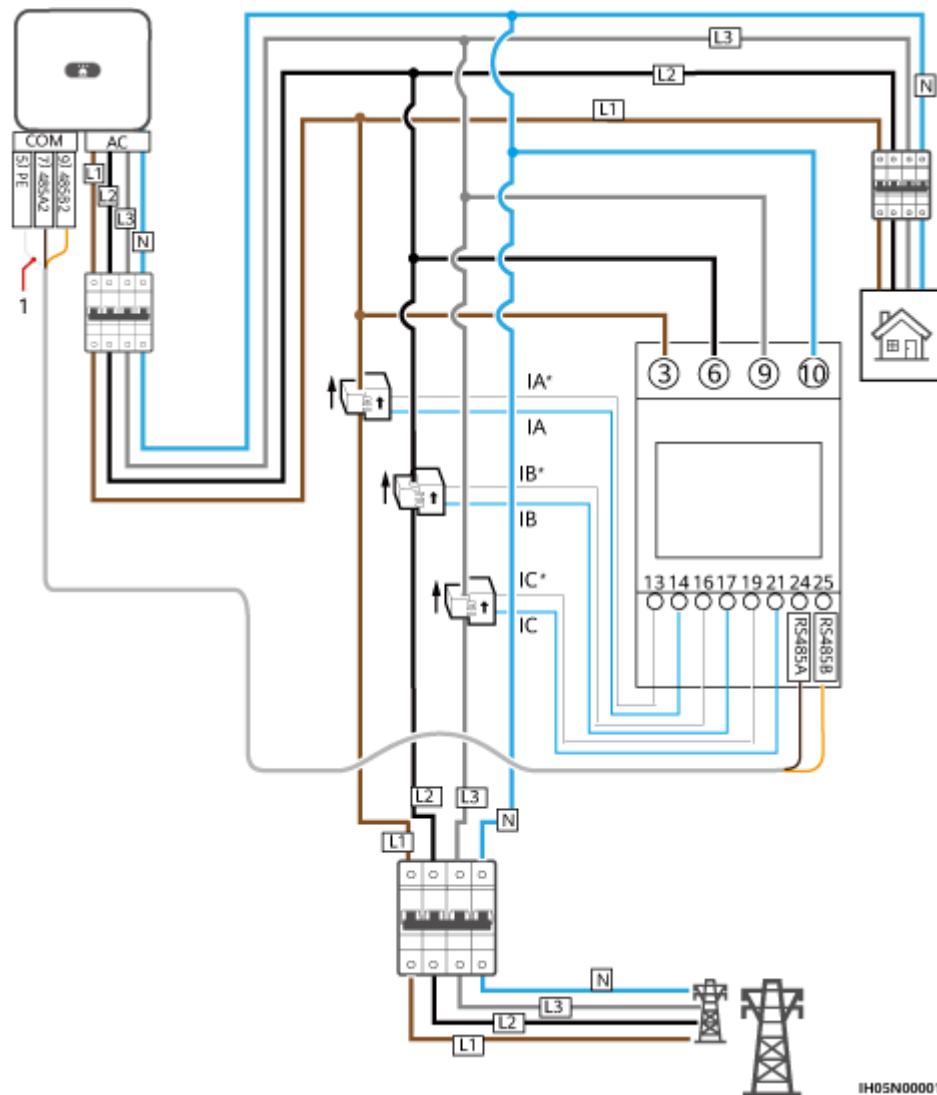 L3
L2
N
L1
COM
AC
5) PE
7) 485A2
9) 485B2
L1
L2
L3
N
1
3
6
9
10
IA*
IA
IB*
IB
IC*
IC
13 14 16 17 19 21 24 25
RS485A
RS485B
L2
L3
N
L1
N
L3
L2
L1
IH05N00001